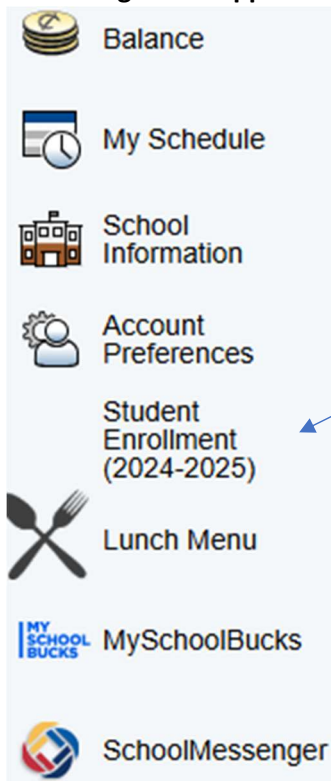 Balance
My Schedule
School
Information
Account
Preferences
Student
Enrollment
(2024-2025)
Lunch Menu
MY
SCHOOL
BUCKS
MySchoolBucks
SchoolMessenger